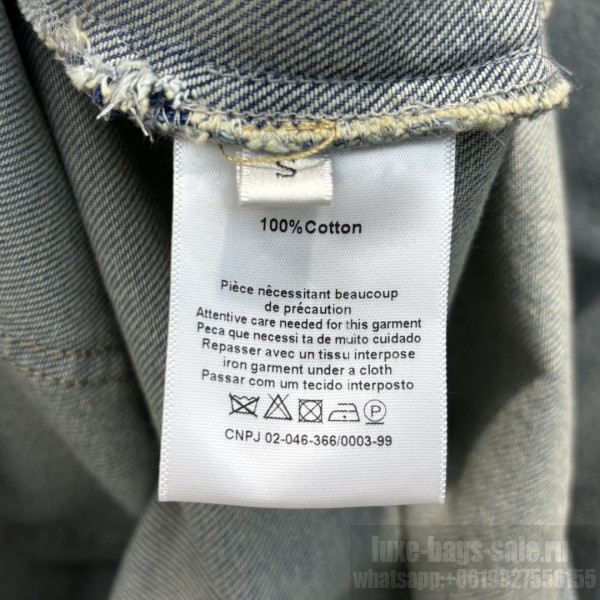 S
100%Cotton
Pièce nêcessitant beaucoup
de précaution
Attentive care needed for this garment
Peca que necessi ta de muito cuidado
Repasser avec un tissu interpose
iron garment under a cloth
Passar com um tecido interposto
P
CNPJ 02-046-366/0003-99
luxe-bags-sale.ru
whatsapp:+8619927556155